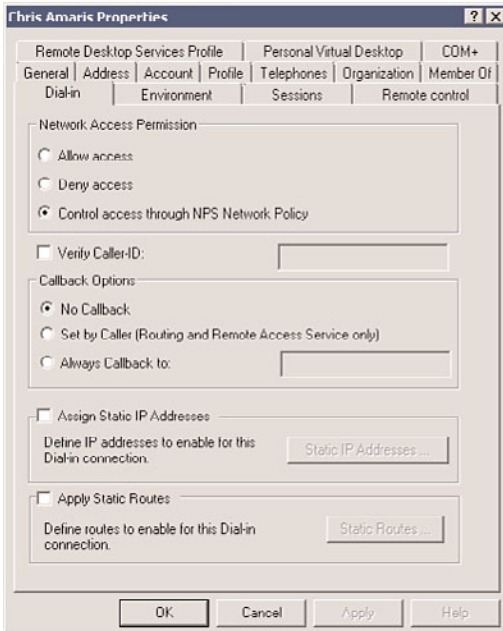 Chris Amaris Properties
Remote Desktop Services Profile Personal Virtual Desktop COM+
General Address Account Profile Telephones Organization Member Of
Dial-in Environment Sessions Remote control
Network Access Permission
Allow access
Deny access
Control access through NPS Network Policy
Verify Caller-ID:
Callback Options
No Callback
Set by Caller (Routing and Remote Access Service only)
Always Callback to:
Assign Static IP Addresses
Define IP addresses to enable for this
Dial-in connection.
Static IP Addresses ...
Apply Static Routes
Define routes to enable for this Dial-in
connection.
Static Routes ...
OK Cancel Apply Help